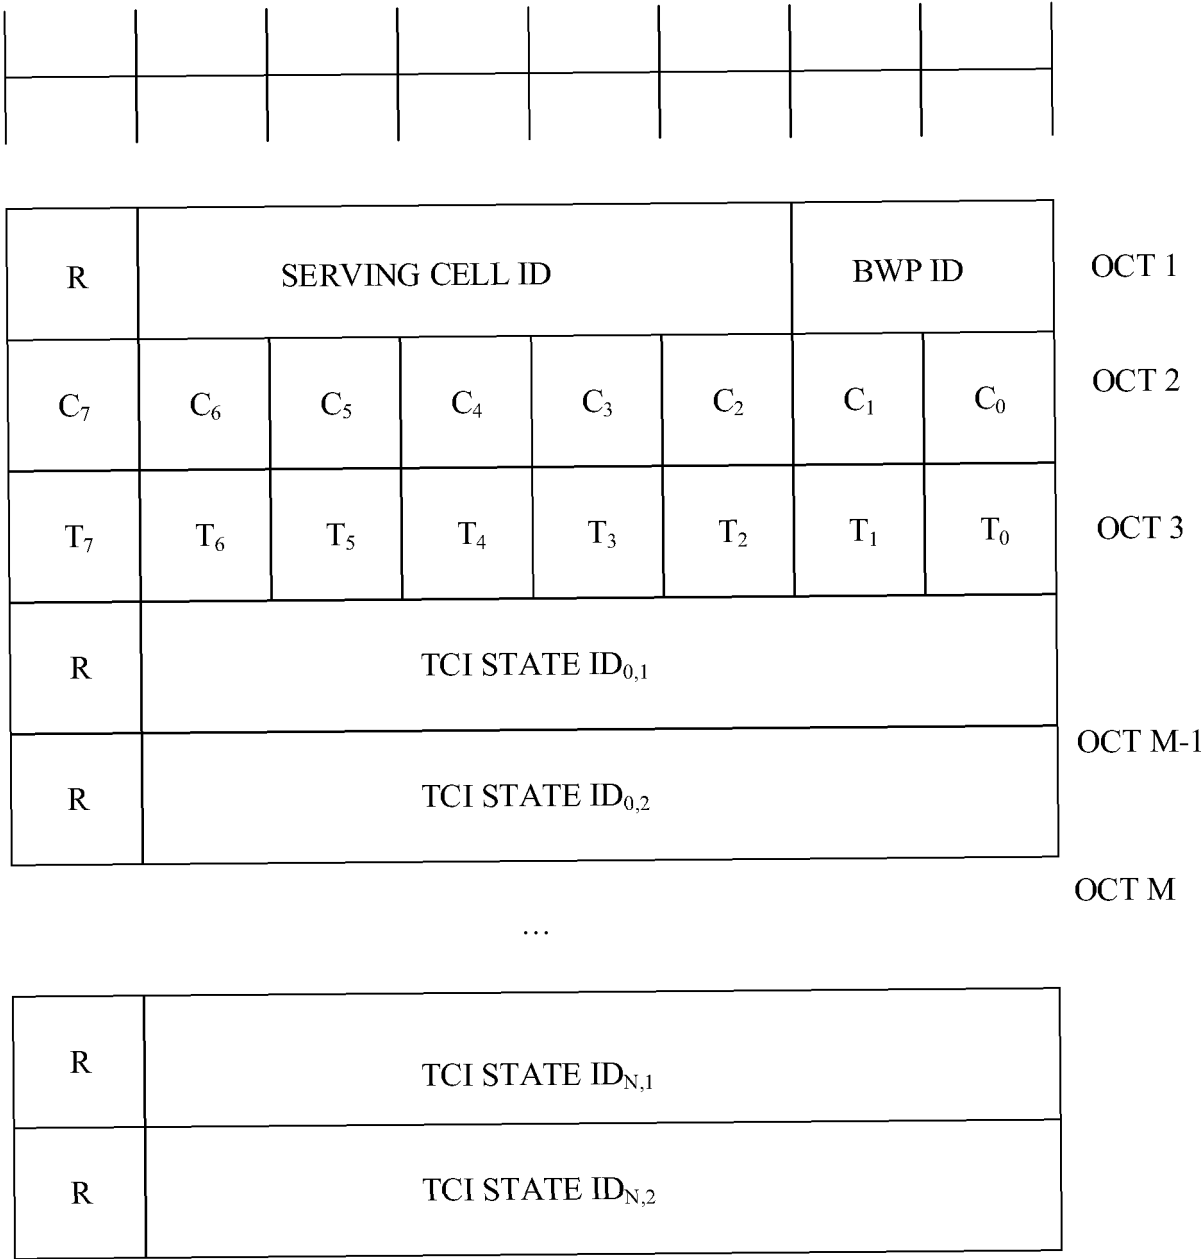 R SERVING CELL ID BWP ID OCT 1
C7 C6 C5 C4 C3 C2 C1 C0 OCT 2
T7 T6 T5 T4 T3 T2 T1 T0 OCT 3
R TCI STATE ID0,1
OCT M-1
R TCI STATE ID0,2
OCT M
...
R TCI STATE IDN,1
R TCI STATE IDN,2